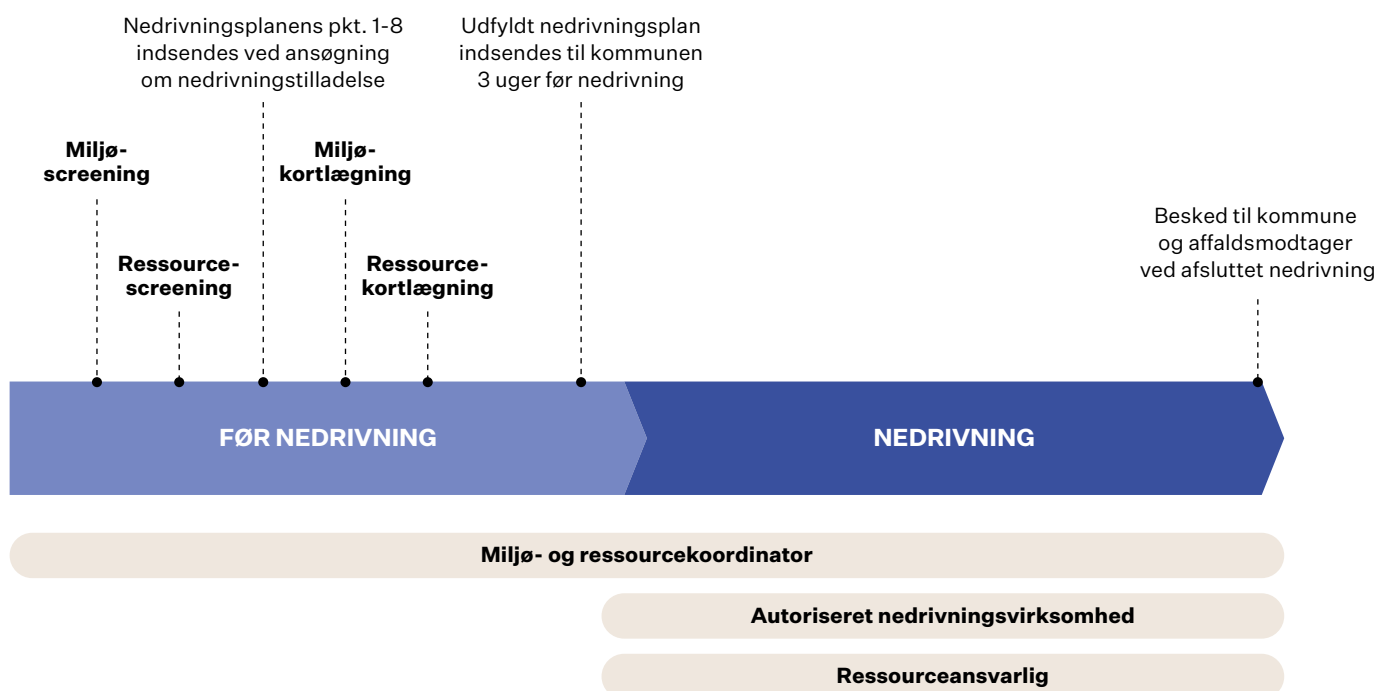 Nedrivningsplanens pkt. 1-8
indsendes ved ansøgning
om nedrivningstilladelse
Udfyldt nedrivningsplan
indsendes til kommunen
3 uger før nedrivning
Miljø-
screening
Miljø-
kortlægning
Besked til kommune
og affaldsmodtager
ved afsluttet nedrivning
Ressource-
screening
Ressource-
kortlægning
FØR NEDRIVNING
NEDRIVNING
Miljø- og ressourcekoordinator
Autoriseret nedrivningsvirksomhed
Ressourceansvarlig